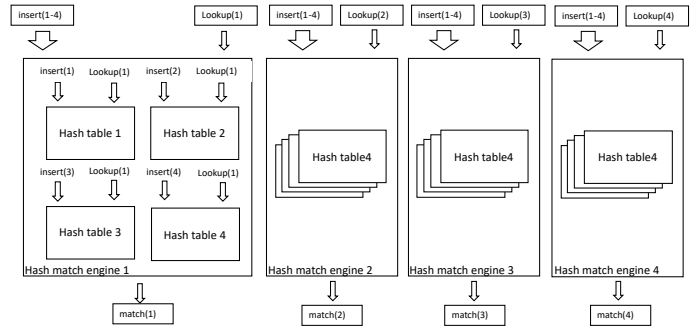 insert(1-4)
Lookup(1)
insert(1-4)
Lookup(2)
insert(1-4)
Lookup(3)
insert(1-4)
Lookup(4)
insert(1)
Lookup(1)
insert(2)
Lookup(1)
Hash table 1
Hash table 2
insert(3)
Lookup(1)
insert(4)
Lookup(1)
Hash table 3
Hash table 4
Hash match engine 1
Hash table4
Hash match engine 2
Hash table4
Hash match engine 3
Hash table4
Hash match engine 4
match(1)
match(2)
match(3)
match(4)